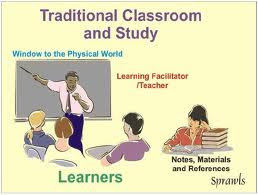 Traditional Classroom
and Study
Window to the Physical World
Learning Facilitator
/Teacher
Notes, Materials
and References
Learners
Sprawls